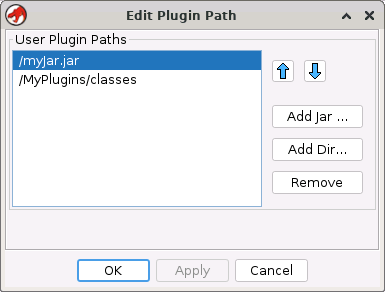 Edit Plugin Path
User Plugin Paths
/myJar.jar
/MyPlugins/classes
Add Jar ...
Add Dir...
Remove
OK
Apply
Cancel